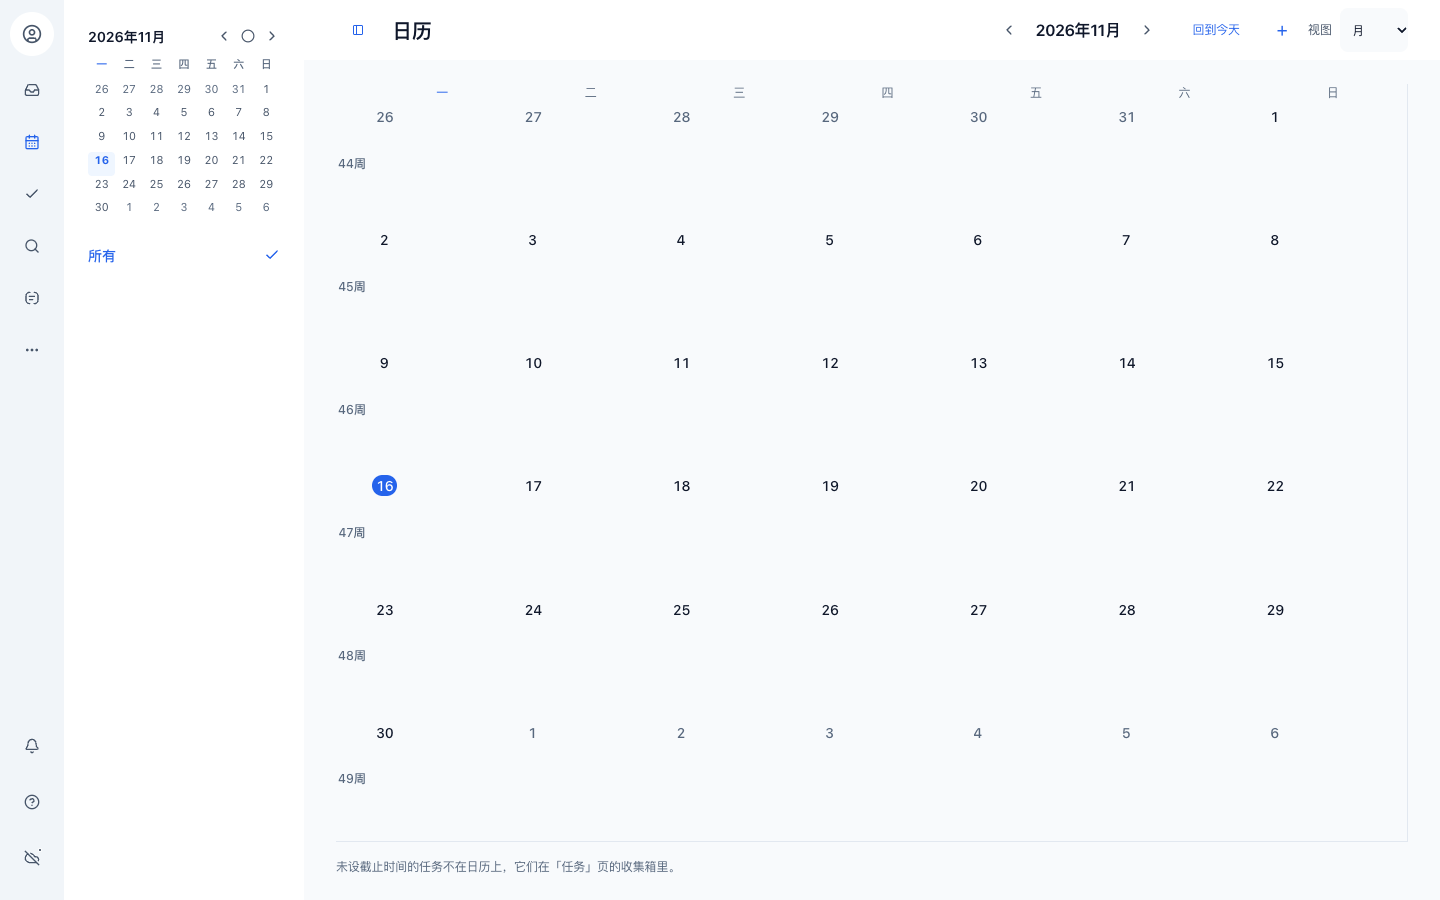 2026年11月
一 二 三 四 五 六 日
26 27 28 29 30 31 1
2 3 4 5 6 7 8
9 10 11 12 13 14 15
16 17 18 19 20 21 22
23 24 25 26 27 28 29
30 1 2 3 4 5 6
所有
日历
2026年11月
回到今天
视图
月
一 二 三 四 五 六 日
26 27 28 29 30 31 1
44周
2 3 4 5 6 7 8
45周
9 10 11 12 13 14 15
46周
16 17 18 19 20 21 22
47周
23 24 25 26 27 28 29
48周
30 1 2 3 4 5 6
49周
未设截止时间的任务不在日历上，它们在「任务」页的收集箱里。